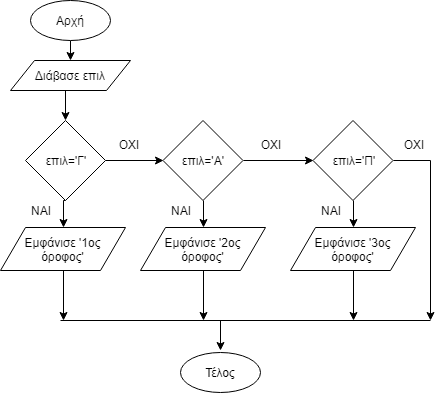 Αρχή
Διάβασε επιλ
επιλ='Γ'
ΟΧΙ
επιλ='Α'
ΟΧΙ
επιλ='Π'
ΟΧΙ
ΝΑΙ
ΝΑΙ
ΝΑΙ
Εμφάνισε '1ος
όροφος'
Εμφάνισε '2ος
όροφος'
Εμφάνισε '3ος
όροφος'
Τέλος